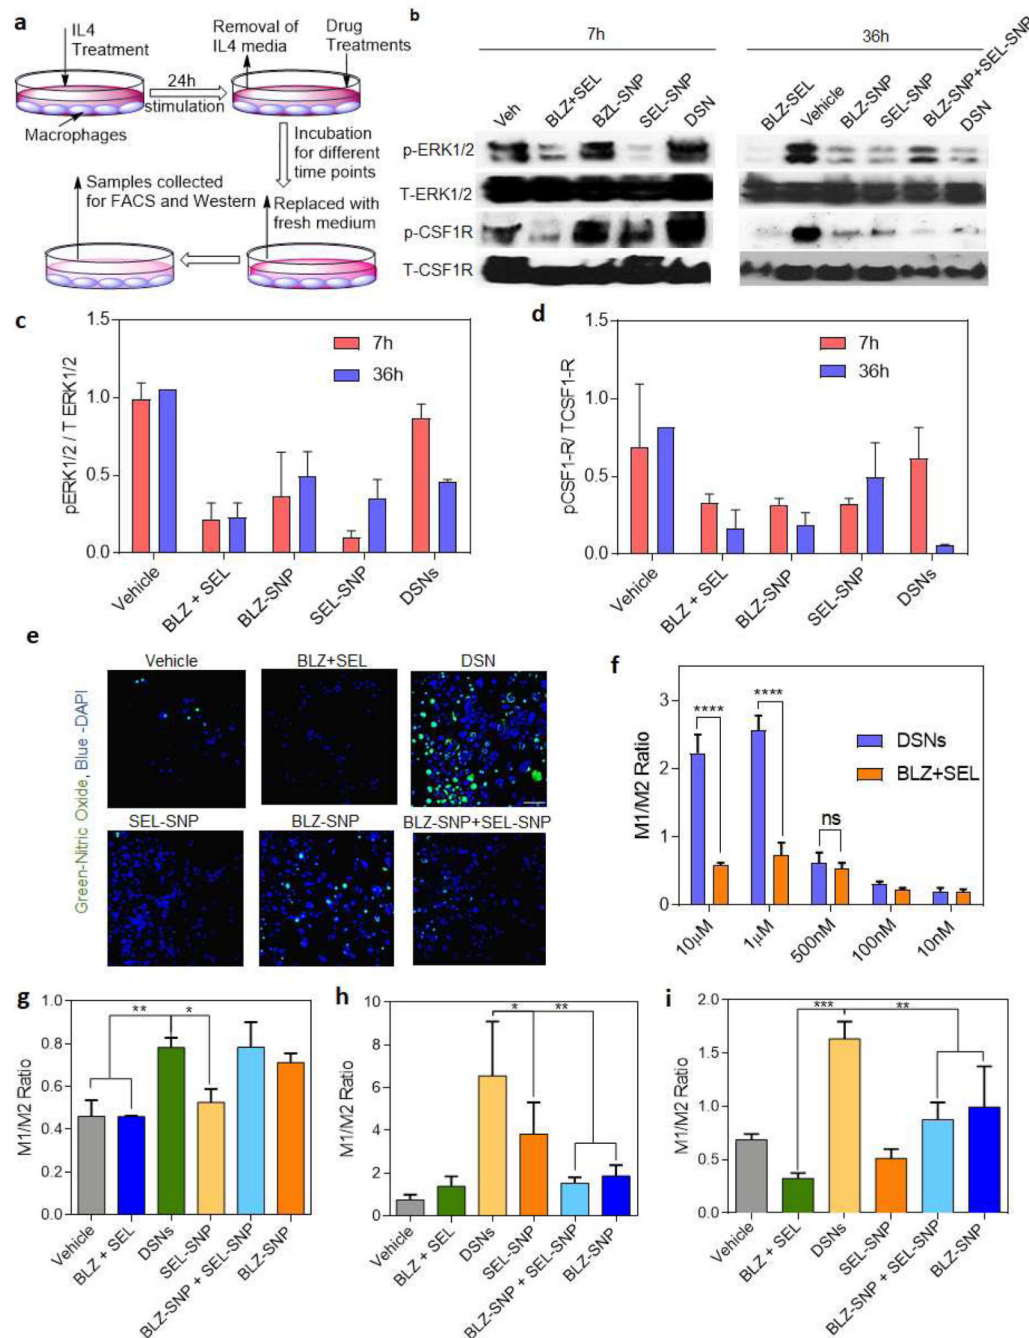 a
IL4
Treatment
24h
stimulation
Macrophages
Removal of
IL4 media
Drug
Treatments
Incubation
for different
time points
Samples collected
for FACS and Western
Replaced with
fresh medium
b
7h
36h
Veh
BLZ+SEL
BZL-SNP
SEL-SNP
DSN
BLZ-SEL
Vehicle
BLZ-SNP
SEL-SNP
BLZ-SNP+SEL-SNP
DSN
p-ERK1/2
T-ERK1/2
p-CSF1R
T-CSF1R
c
1.5
1.0
0.5
0.0
pERK1/2 / T ERK1/2
7h
36h
Vehicle
BLZ + SEL
BLZ-SNP
SEL-SNP
DSNs
d
1.5
1.0
0.5
0.0
pCSF1-R/ TCSF1-R
7h
36h
Vehicle
BLZ + SEL
BLZ-SNP
SEL-SNP
DSNs
e
Green-Nitric Oxide, Blue -DAPI
Vehicle
BLZ+SEL
DSN
SEL-SNP
BLZ-SNP
BLZ-SNP+SEL-SNP
f
3
2
1
0
M1/M2 Ratio
****
****
ns
DSNs
BLZ+SEL
10µM
1µM
500nM
100nM
10nM
g
1.0
0.8
0.6
0.4
0.2
0.0
M1/M2 Ratio
**
*
Vehicle
BLZ + SEL
DSNs
SEL-SNP
BLZ-SNP + SEL-SNP
BLZ-SNP
h
10
8
6
4
2
0
M1/M2 Ratio
*
**
Vehicle
BLZ + SEL
DSNs
SEL-SNP
BLZ-SNP + SEL-SNP
BLZ-SNP
i
2.0
1.5
1.0
0.5
0.0
M1/M2 Ratio
***
**
Vehicle
BLZ + SEL
DSNs
SEL-SNP
BLZ-SNP + SEL-SNP
BLZ-SNP